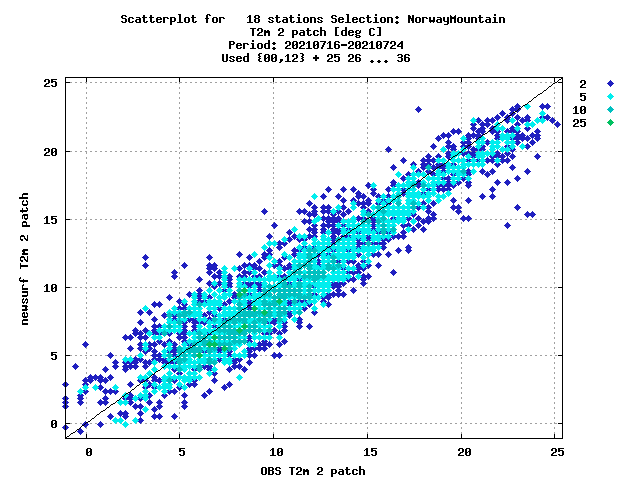 Scatterplot for   18 stations Selection: NorwayMountain
T2m 2 patch [deg C]
Period: 20210716-20210724
Used {00,12} + 25 26 ... 36
25
20
15
10
5
0
newsurf T2m 2 patch
0 5 10 15 20 25
OBS T2m 2 patch
2
5
10
25